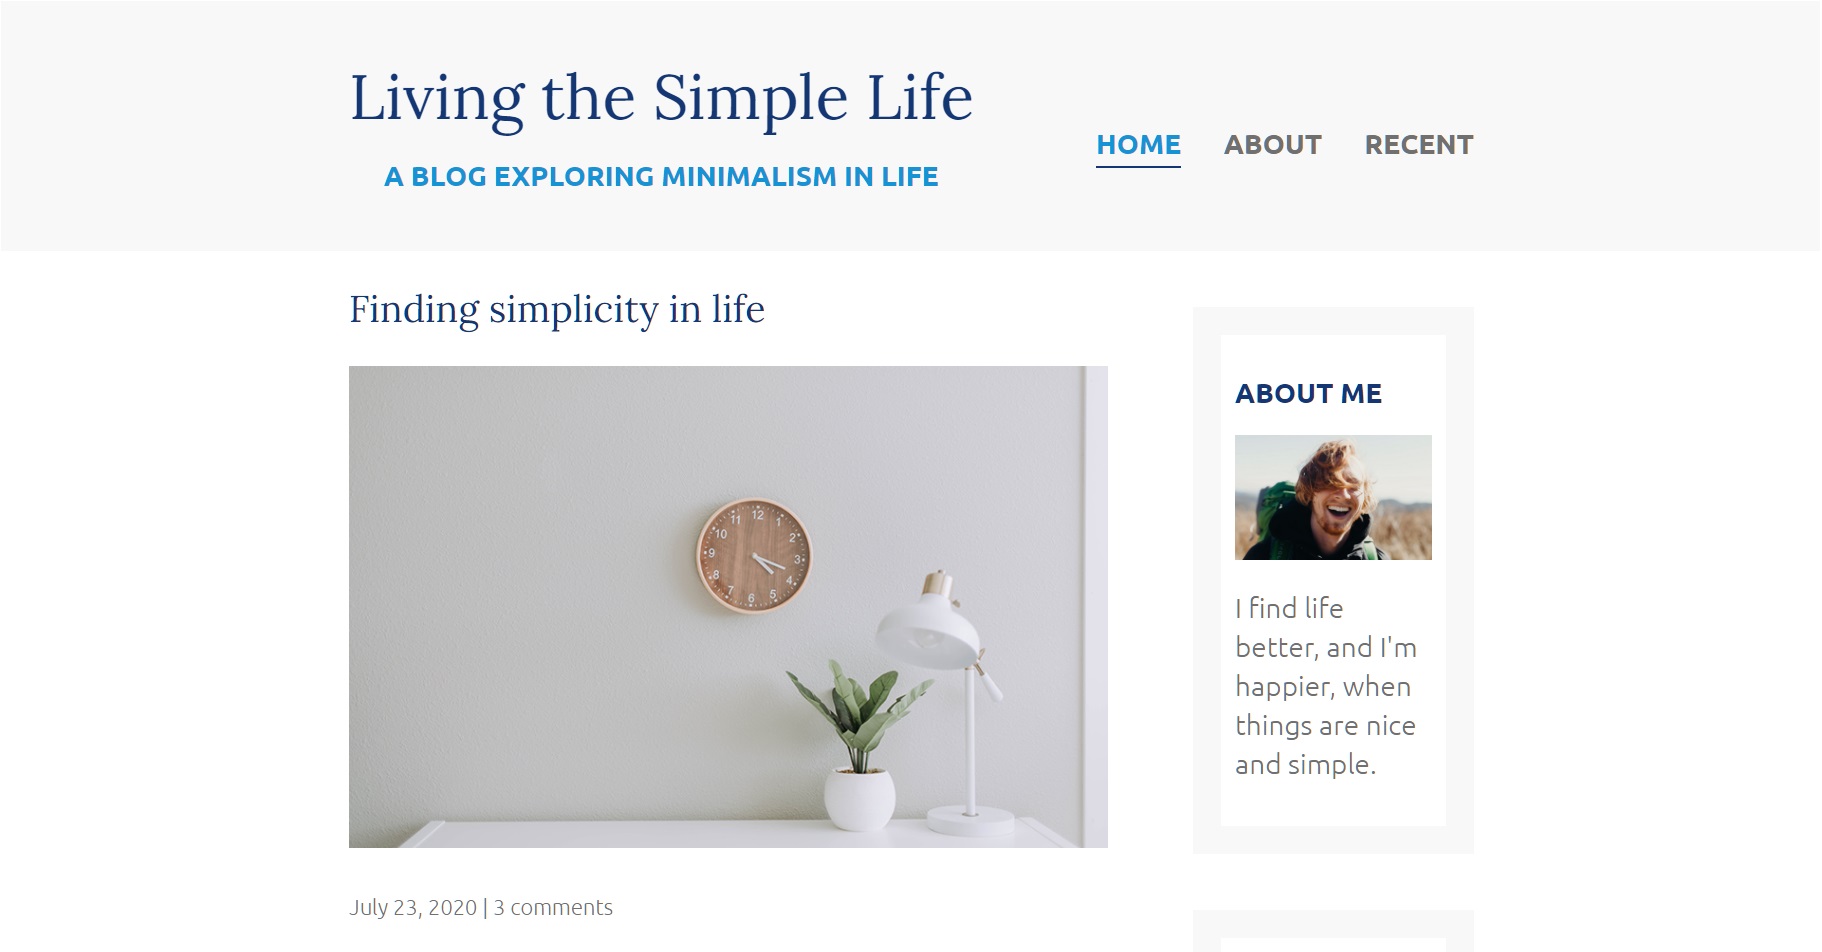 Living the Simple Life
A BLOG EXPLORING MINIMALISM IN LIFE
HOME ABOUT RECENT
Finding simplicity in life
12
11 1
10 2
9 3
8 4
7 5
6
July 23, 2020 | 3 comments
ABOUT ME
I find life
better, and I'm
happier, when
things are nice
and simple.